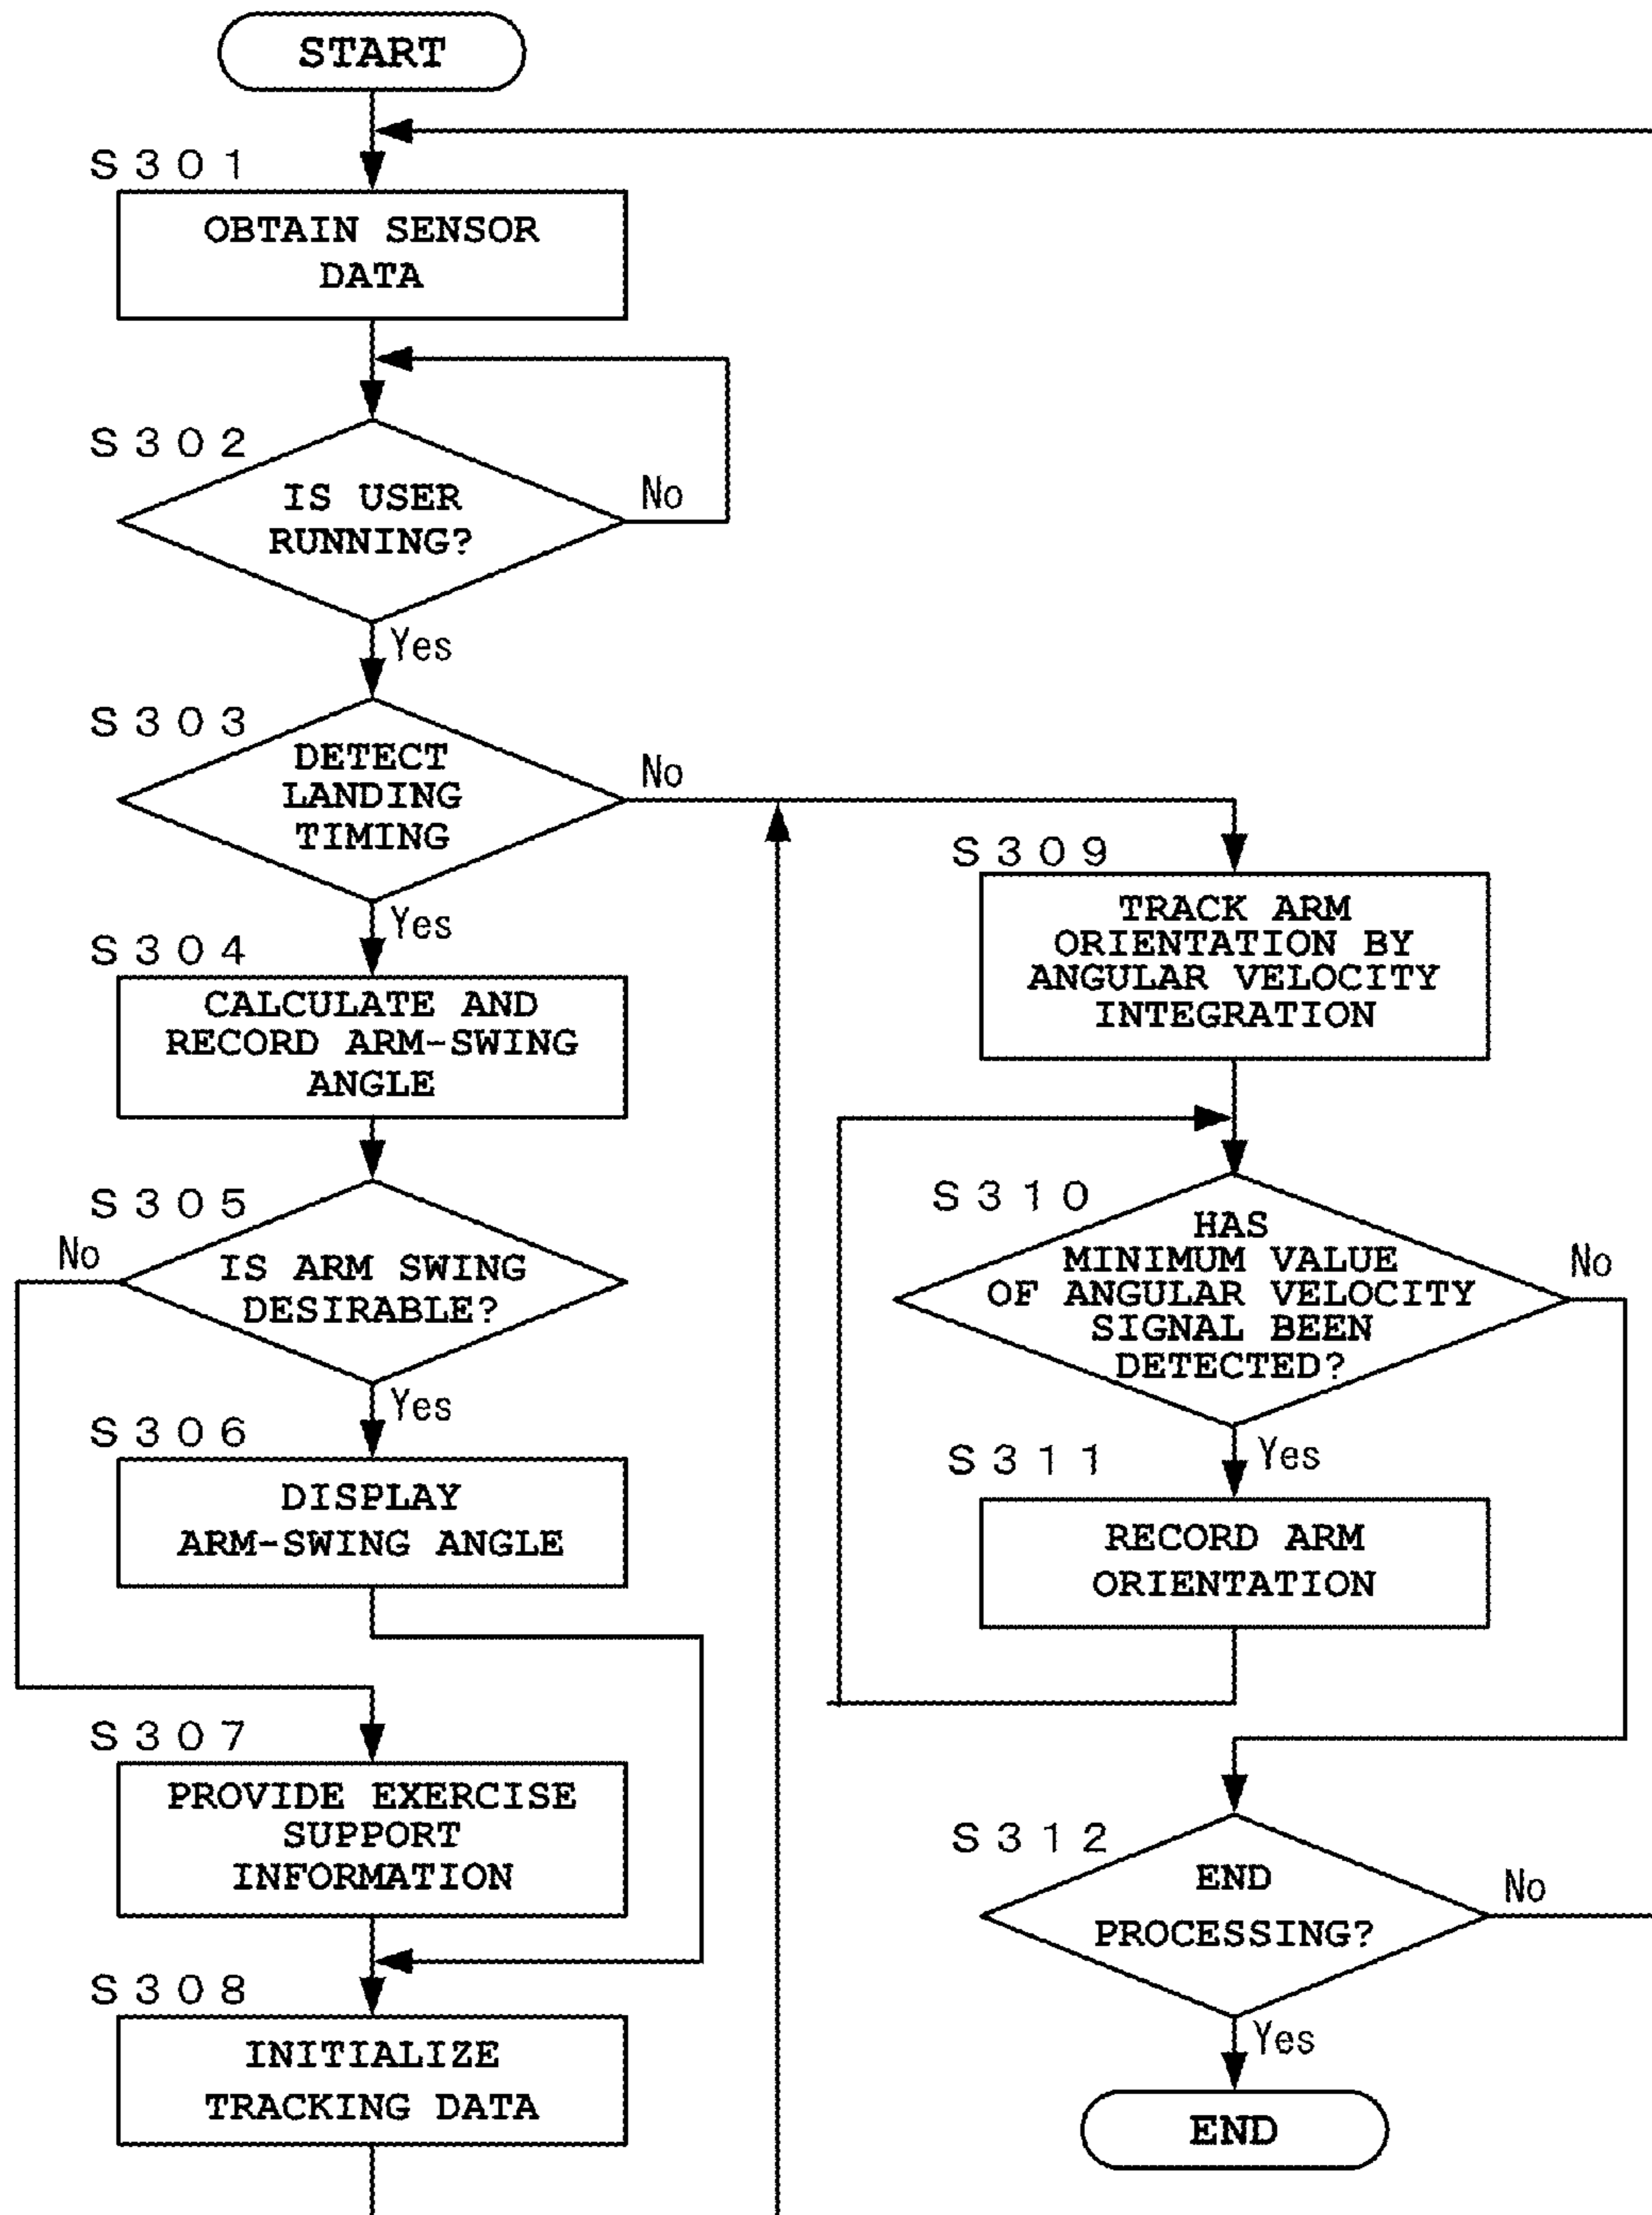 START
S301
OBTAIN SENSOR
DATA
S302
IS USER
RUNNING?
No
Yes
S303
DETECT
LANDING
TIMING
No
Yes
S304
CALCULATE AND
RECORD ARM-SWING
ANGLE
S305
No
IS ARM SWING
DESIRABLE?
Yes
S306
DISPLAY
ARM-SWING ANGLE
S307
PROVIDE EXERCISE
SUPPORT
INFORMATION
S308
INITIALIZE
TRACKING DATA
S309
TRACK ARM
ORIENTATION BY
ANGULAR VELOCITY
INTEGRATION
S310
HAS
MINIMUM VALUE
OF ANGULAR VELOCITY
SIGNAL BEEN
DETECTED?
No
Yes
S311
RECORD ARM
ORIENTATION
S312
END
PROCESSING?
No
Yes
END